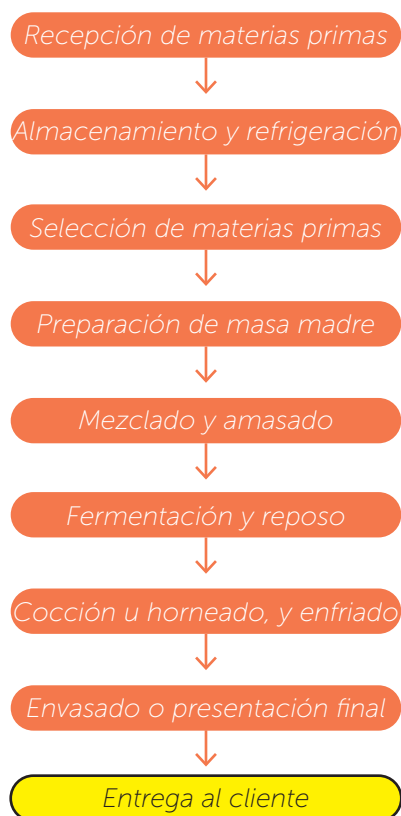 Recepción de materias primas
Almacenamiento y refrigeración
Selección de materias primas
Preparación de masa madre
Mezclado y amasado
Fermentación y reposo
Cocción u horneado, y enfriado
Envasado o presentación final
Entrega al cliente